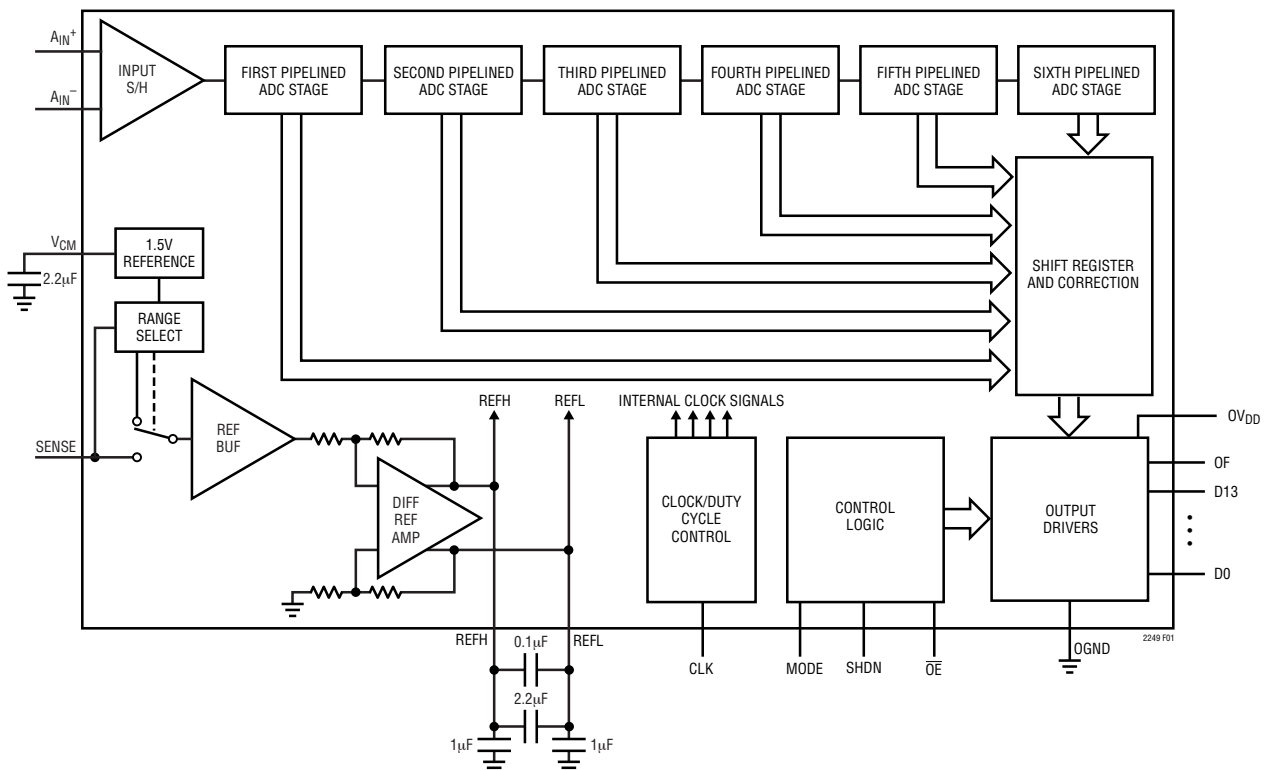 AIN+
INPUT
S/H
AIN−
FIRST PIPELINED
ADC STAGE
SECOND PIPELINED
ADC STAGE
THIRD PIPELINED
ADC STAGE
FOURTH PIPELINED
ADC STAGE
FIFTH PIPELINED
ADC STAGE
SIXTH PIPELINED
ADC STAGE
VCM
2.2μF
1.5V
REFERENCE
RANGE
SELECT
SHIFT REGISTER
AND CORRECTION
SENSE
REF
BUF
REFH
REFL
INTERNAL CLOCK SIGNALS
DIFF
REF
AMP
CLOCK/DUTY
CYCLE
CONTROL
CONTROL
LOGIC
OUTPUT
DRIVERS
OVDD
OF
D13
D0
REFH
0.1μF
REFL
2.2μF
1μF
1μF
CLK
MODE
SHDN
O̅E̅
OGND
2249 F01